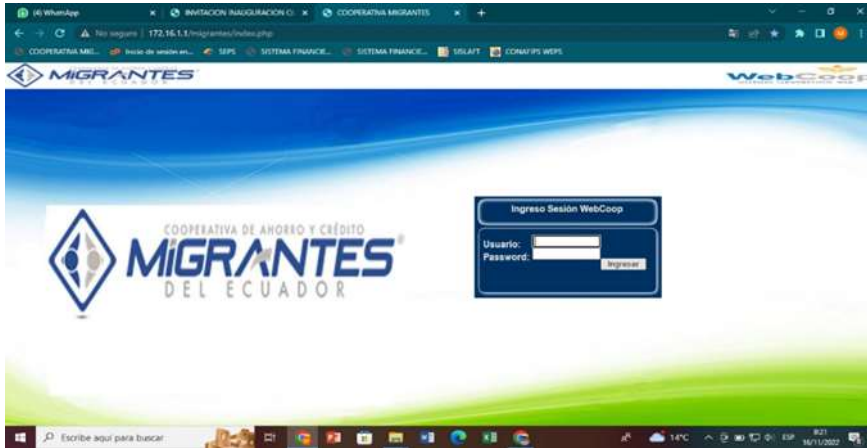 (4) WhatsApp
INVITACION INAUGURACION C
COOPERATIVA MIGRANTES
No seguro | 172.16.1.1/migrantes/index.php
COOPERATIVA MIG... Inicio de sesión en... SEPS SISTEMA FINANCIE... SISTEMA FINANCIE... SISLAFT CONAFIPS WEPS
MIGRANTES
DEL ECUADOR
WebCoop
Ingreso Sesión WebCoop
COOPERATIVA DE AHORRO Y CRÉDITO
MIGRANTES
DEL ECUADOR
Usuario:
Password:
Ingresar
Escribe aquí para buscar
14°C
ESP
8:21
16/11/2022